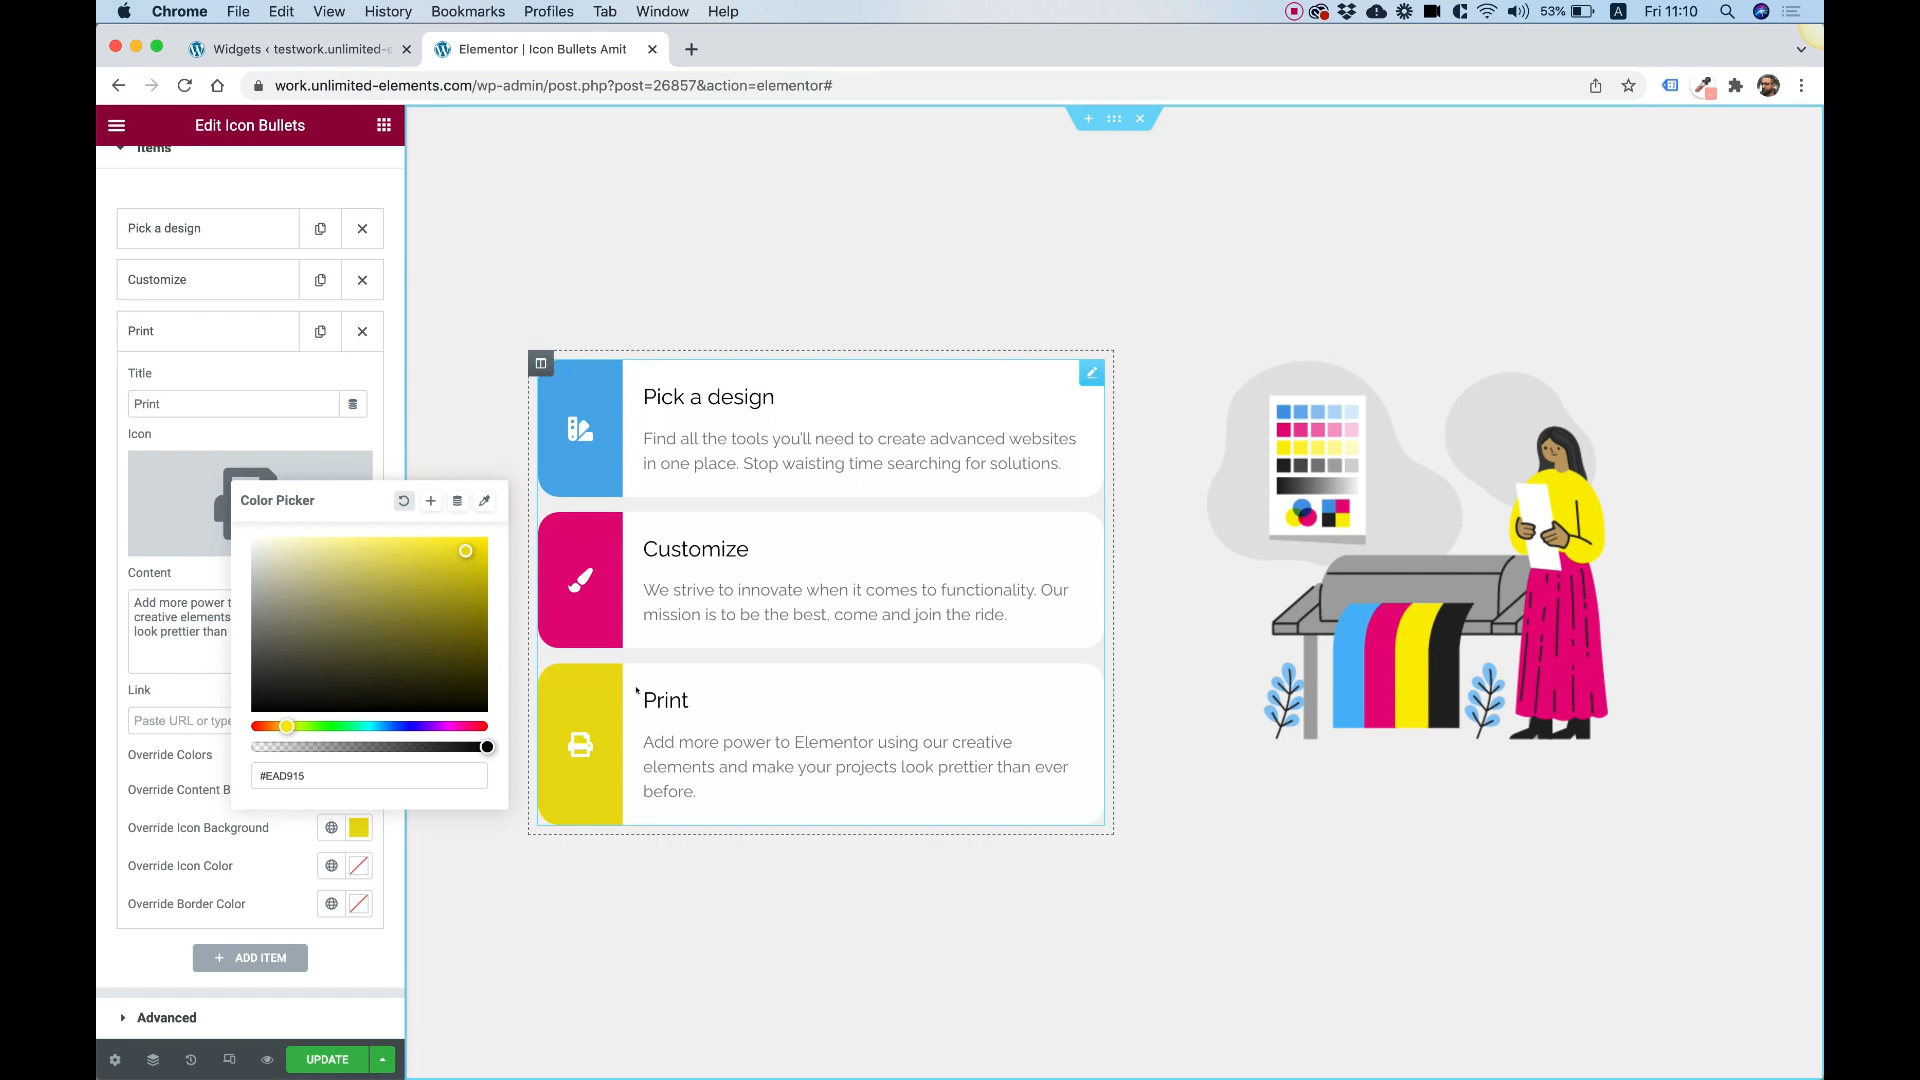 Chrome File Edit View History Bookmarks Profiles Tab Window Help
53% A Fri 11:10
Widgets ‹ testwork.unlimited-e
Elementor | Icon Bullets Amit
work.unlimited-elements.com/wp-admin/post.php?post=26857&action=elementor#
Edit Icon Bullets
Items
Pick a design
Customize
Print
Title
Print
Icon
Color Picker
Content
Add more power t
creative elements
look prettier than
Link
Paste URL or type
#EAD915
Override Colors
Override Content B
Override Icon Background
Override Icon Color
Override Border Color
+ ADD ITEM
Advanced
UPDATE
Pick a design
Find all the tools you'll need to create advanced websites
in one place. Stop waisting time searching for solutions.
Customize
We strive to innovate when it comes to functionality. Our
mission is to be the best, come and join the ride.
Print
Add more power to Elementor using our creative
elements and make your projects look prettier than ever
before.